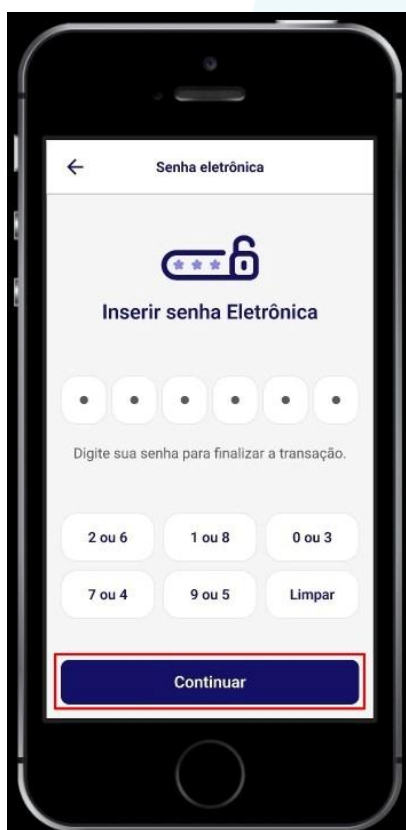 Senha eletrônica
Inserir senha Eletrônica
Digite sua senha para finalizar a transação.
2 ou 6 1 ou 8 0 ou 3
7 ou 4 9 ou 5 Limpar
Continuar